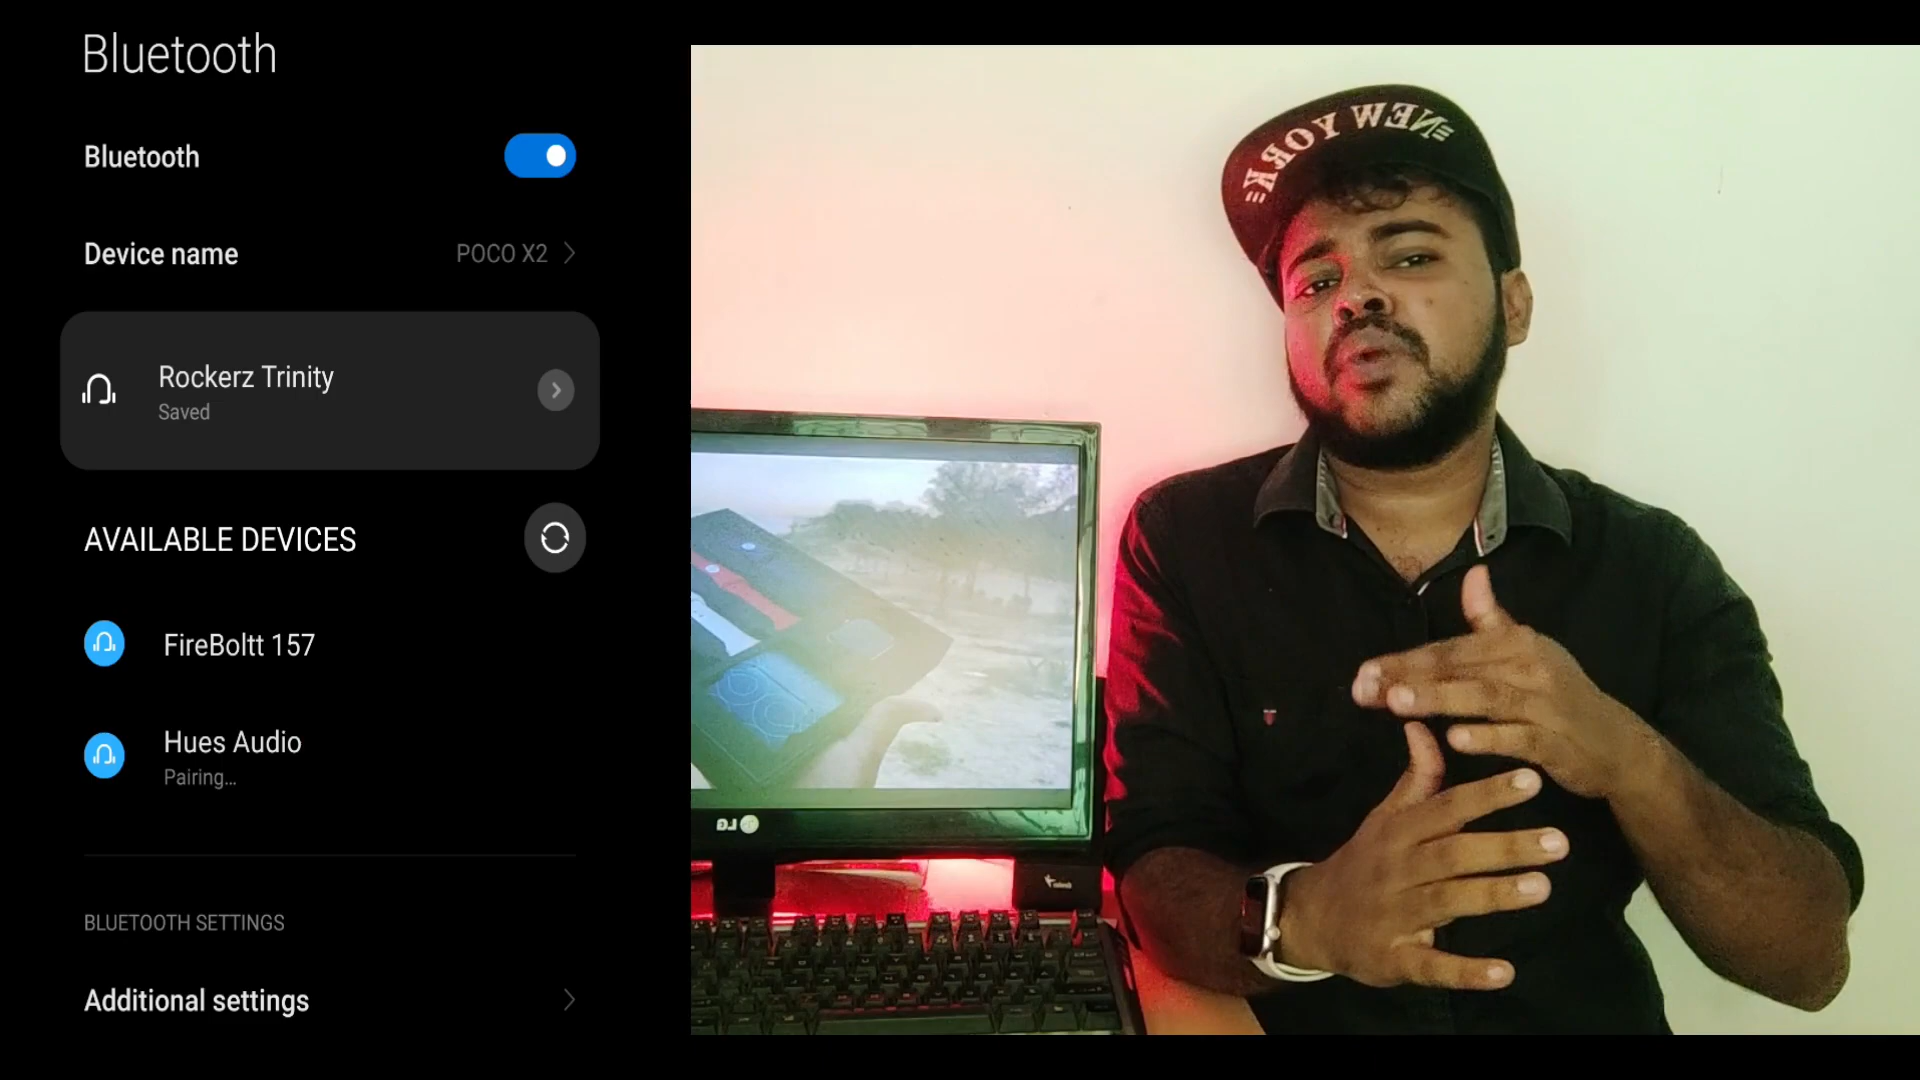 Bluetooth
Bluetooth
Device name
POCO X2
Rockerz Trinity
Saved
AVAILABLE DEVICES
FireBoltt 157
Hues Audio
Pairing...
BLUETOOTH SETTINGS
Additional settings
NEW YORK
LG